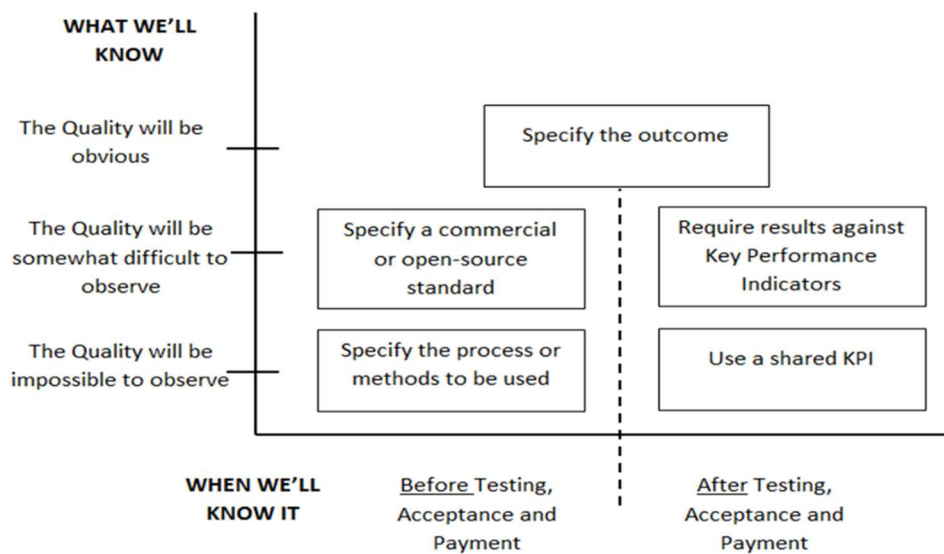 WHAT WE'LL
KNOW
The Quality will be
obvious
Specify the outcome
The Quality will be
somewhat difficult to
observe
Specify a commercial
or open-source
standard
Require results against
Key Performance
Indicators
The Quality will be
impossible to observe
Specify the process or
methods to be used
Use a shared KPI
WHEN WE'LL
KNOW IT
Before Testing,
Acceptance and
Payment
After Testing,
Acceptance and
Payment